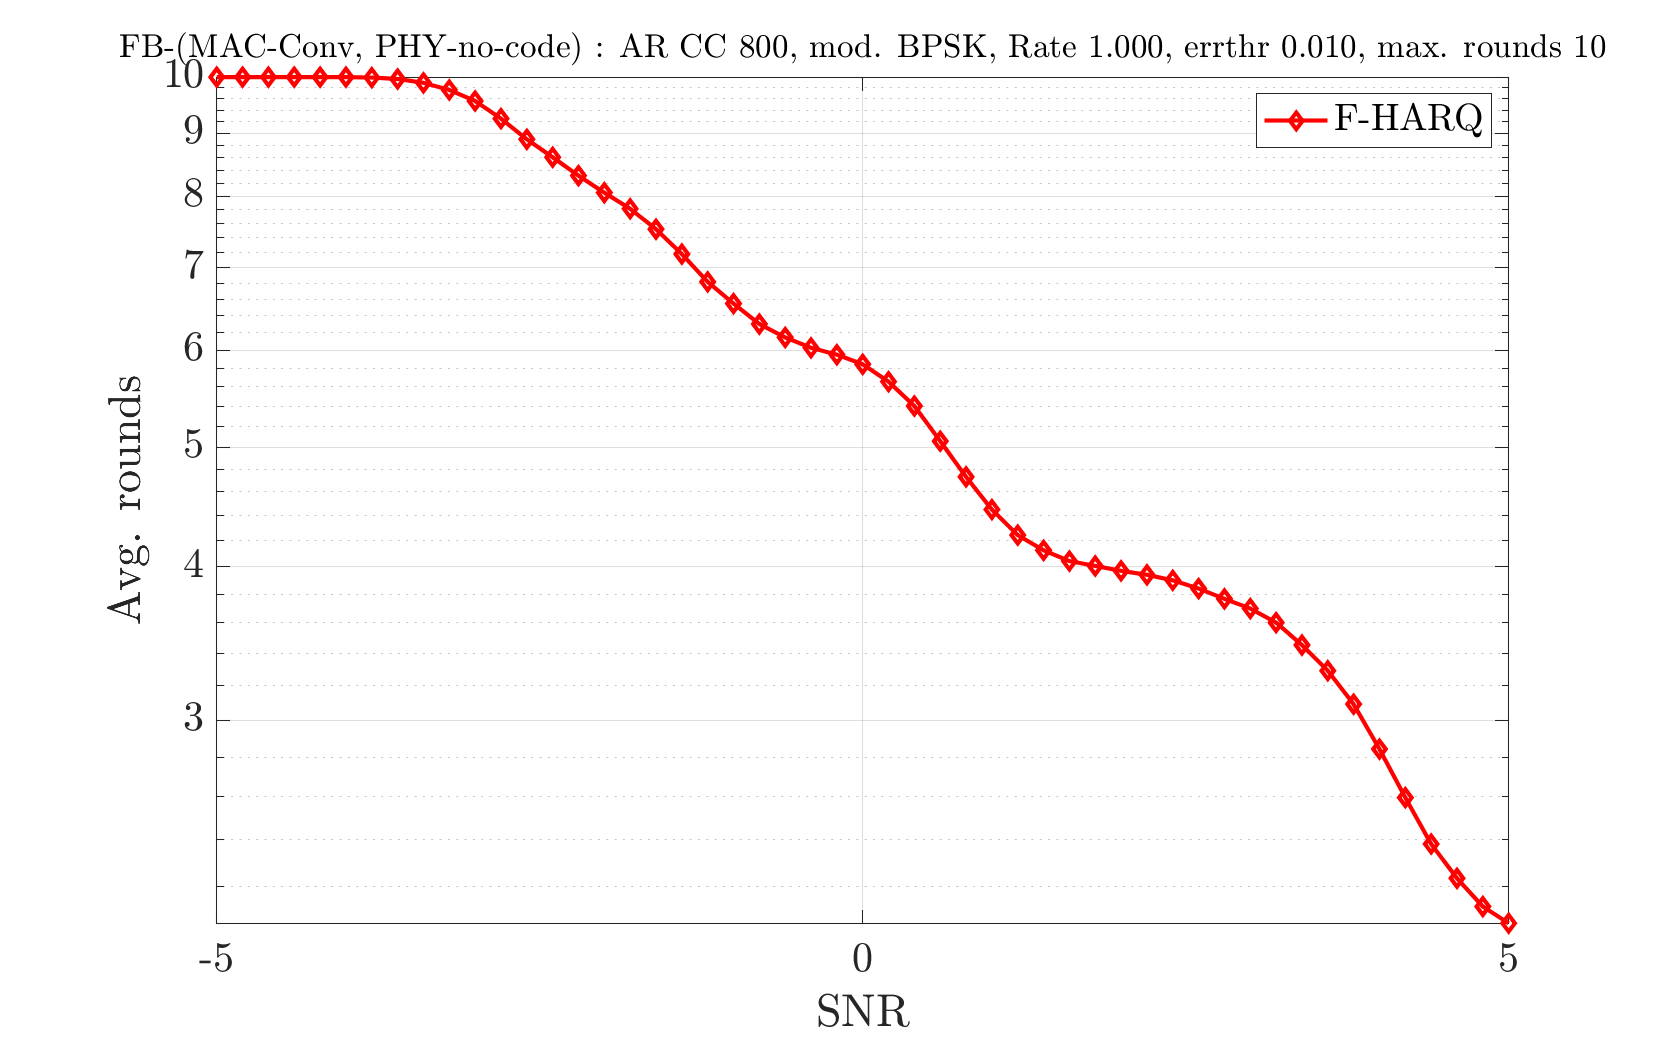 FB-(MAC-Conv, PHY-no-code) : AR CC 800, mod. BPSK, Rate 1.000, errthr 0.010, max. rounds 10
F-HARQ
Avg. rounds
10
9
8
7
6
5
4
3
-5 0 5
SNR